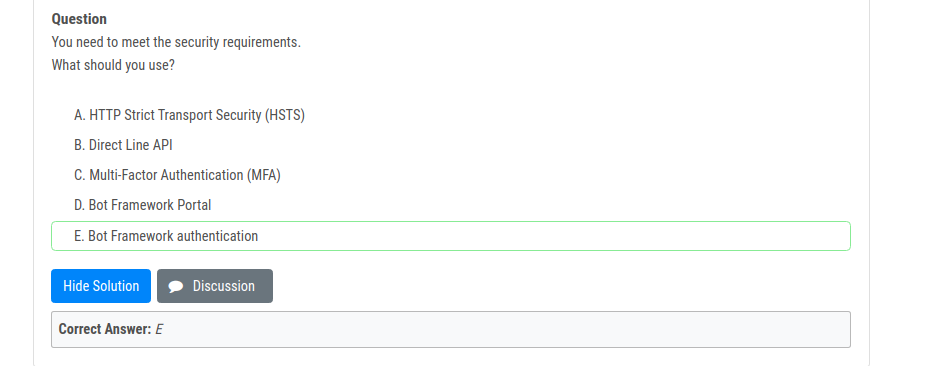 Question
You need to meet the security requirements.
What should you use?
A. HTTP Strict Transport Security (HSTS)
B. Direct Line API
C. Multi-Factor Authentication (MFA)
D. Bot Framework Portal
E. Bot Framework authentication
Hide Solution Discussion
Correct Answer: E